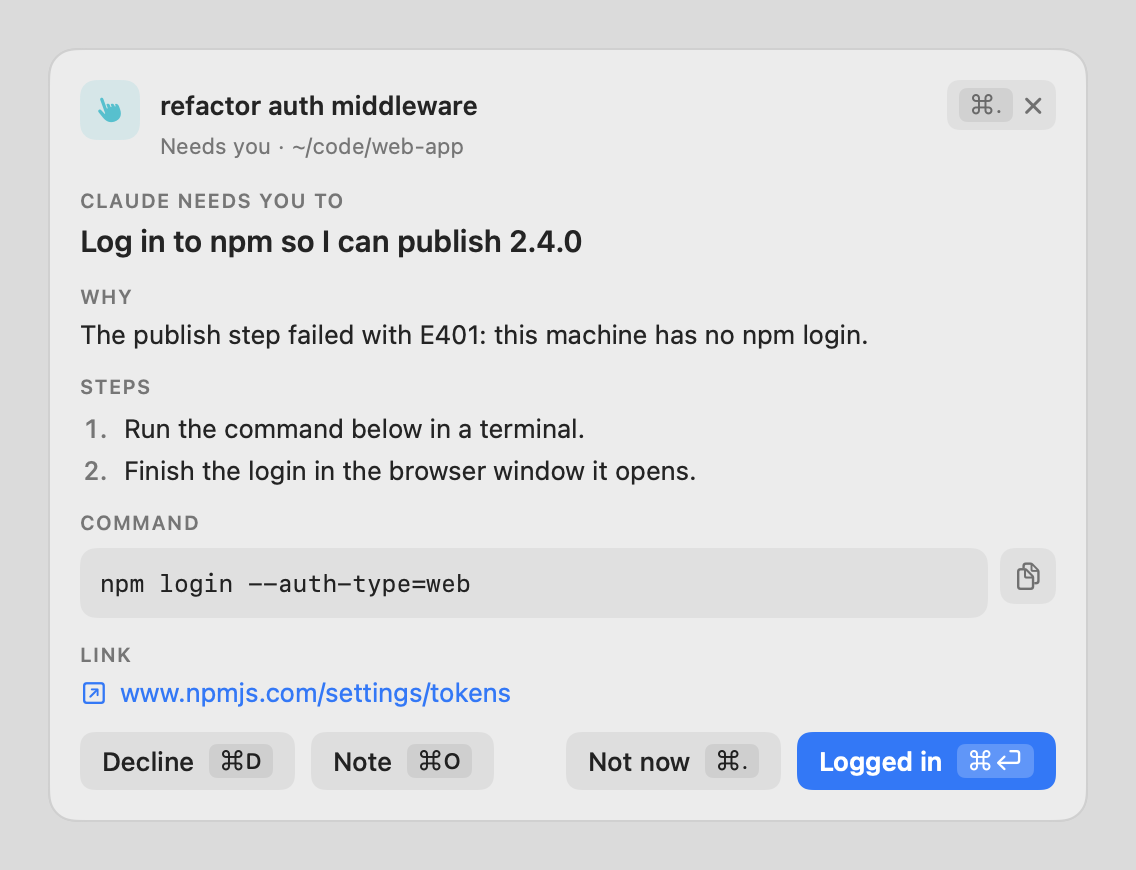 refactor auth middleware
⌘.
Needs you · ~/code/web-app
CLAUDE NEEDS YOU TO
Log in to npm so I can publish 2.4.0
WHY
The publish step failed with E401: this machine has no npm login.
STEPS
1. Run the command below in a terminal.
2. Finish the login in the browser window it opens.
COMMAND
npm login --auth-type=web
LINK
www.npmjs.com/settings/tokens
Decline ⌘D Note ⌘O Not now ⌘. Logged in ⌘↩